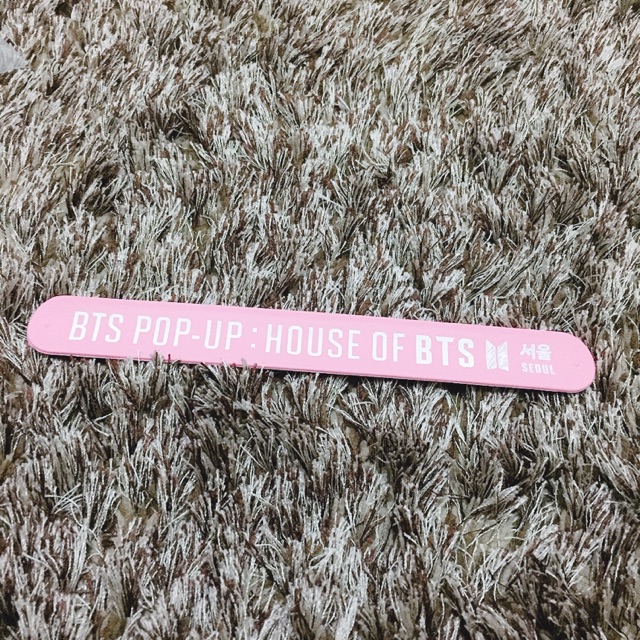 BTS POP-UP : HOUSE OF BTS 서울
SEOUL